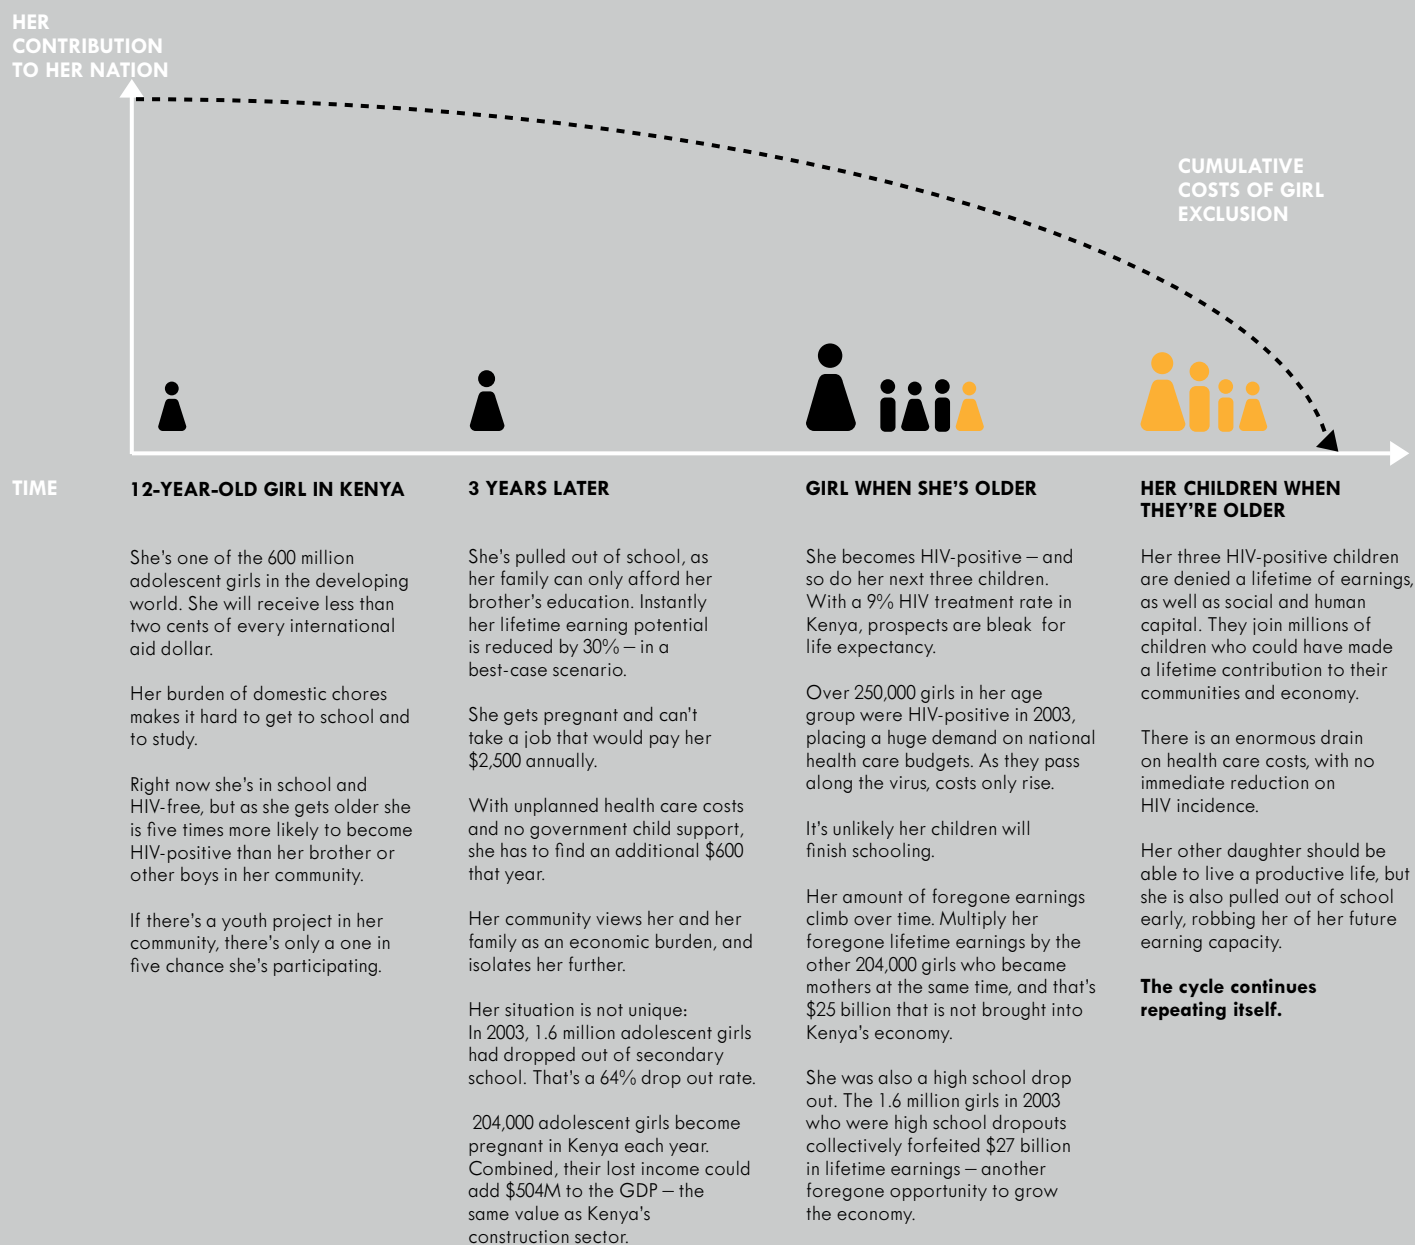 HER
CONTRIBUTION
TO HER NATION
CUMULATIVE
COSTS OF GIRL
EXCLUSION
TIME
12-YEAR-OLD GIRL IN KENYA
She's one of the 600 million
adolescent girls in the developing
world. She will receive less than
two cents of every international
aid dollar.
Her burden of domestic chores
makes it hard to get to school and
to study.
Right now she's in school and
HIV-free, but as she gets older she
is five times more likely to become
HIV-positive than her brother or
other boys in her community.
If there's a youth project in her
community, there's only a one in
five chance she's participating.
3 YEARS LATER
She's pulled out of school, as
her family can only afford her
brother's education. Instantly
her lifetime earning potential
is reduced by 30% – in a
best-case scenario.
She gets pregnant and can't
take a job that would pay her
$2,500 annually.
With unplanned health care costs
and no government child support,
she has to find an additional $600
that year.
Her community views her and her
family as an economic burden, and
isolates her further.
Her situation is not unique:
In 2003, 1.6 million adolescent girls
had dropped out of secondary
school. That's a 64% drop out rate.
204,000 adolescent girls become
pregnant in Kenya each year.
Combined, their lost income could
add $504M to the GDP – the
same value as Kenya's
construction sector.
GIRL WHEN SHE'S OLDER
She becomes HIV-positive – and
so do her next three children.
With a 9% HIV treatment rate in
Kenya, prospects are bleak for
life expectancy.
Over 250,000 girls in her age
group were HIV-positive in 2003,
placing a huge demand on national
health care budgets. As they pass
along the virus, costs only rise.
It's unlikely her children will
finish schooling.
Her amount of foregone earnings
climb over time. Multiply her
foregone lifetime earnings by the
other 204,000 girls who became
mothers at the same time, and that's
$25 billion that is not brought into
Kenya's economy.
She was also a high school drop
out. The 1.6 million girls in 2003
who were high school dropouts
collectively forfeited $27 billion
in lifetime earnings – another
foregone opportunity to grow
the economy.
HER CHILDREN WHEN
THEY'RE OLDER
Her three HIV-positive children
are denied a lifetime of earnings,
as well as social and human
capital. They join millions of
children who could have made
a lifetime contribution to their
communities and economy.
There is an enormous drain
on health care costs, with no
immediate reduction on
HIV incidence.
Her other daughter should be
able to live a productive life, but
she is also pulled out of school
early, robbing her of her future
earning capacity.
The cycle continues
repeating itself.